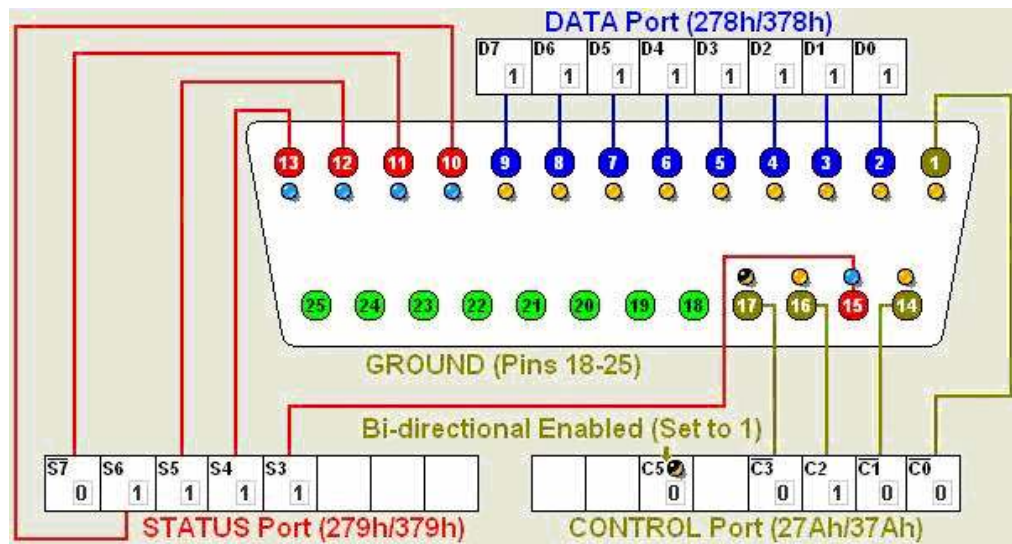 DATA Port (278h/378h)
D7 D6 D5 D4 D3 D2 D1 D0
1 1 1 1 1 1 1 1
13 12 11 10 9 8 7 6 5 4 3 2 1
25 24 23 22 21 20 19 18 17 16 15 14
GROUND (Pins 18-25)
Bi-directional Enabled (Set to 1)
S7 S6 S5 S4 S3 C5 C3 C2 C1 C0
0 1 1 1 1 0 0 1 0 0
STATUS Port (279h/379h) CONTROL Port (27Ah/37Ah)